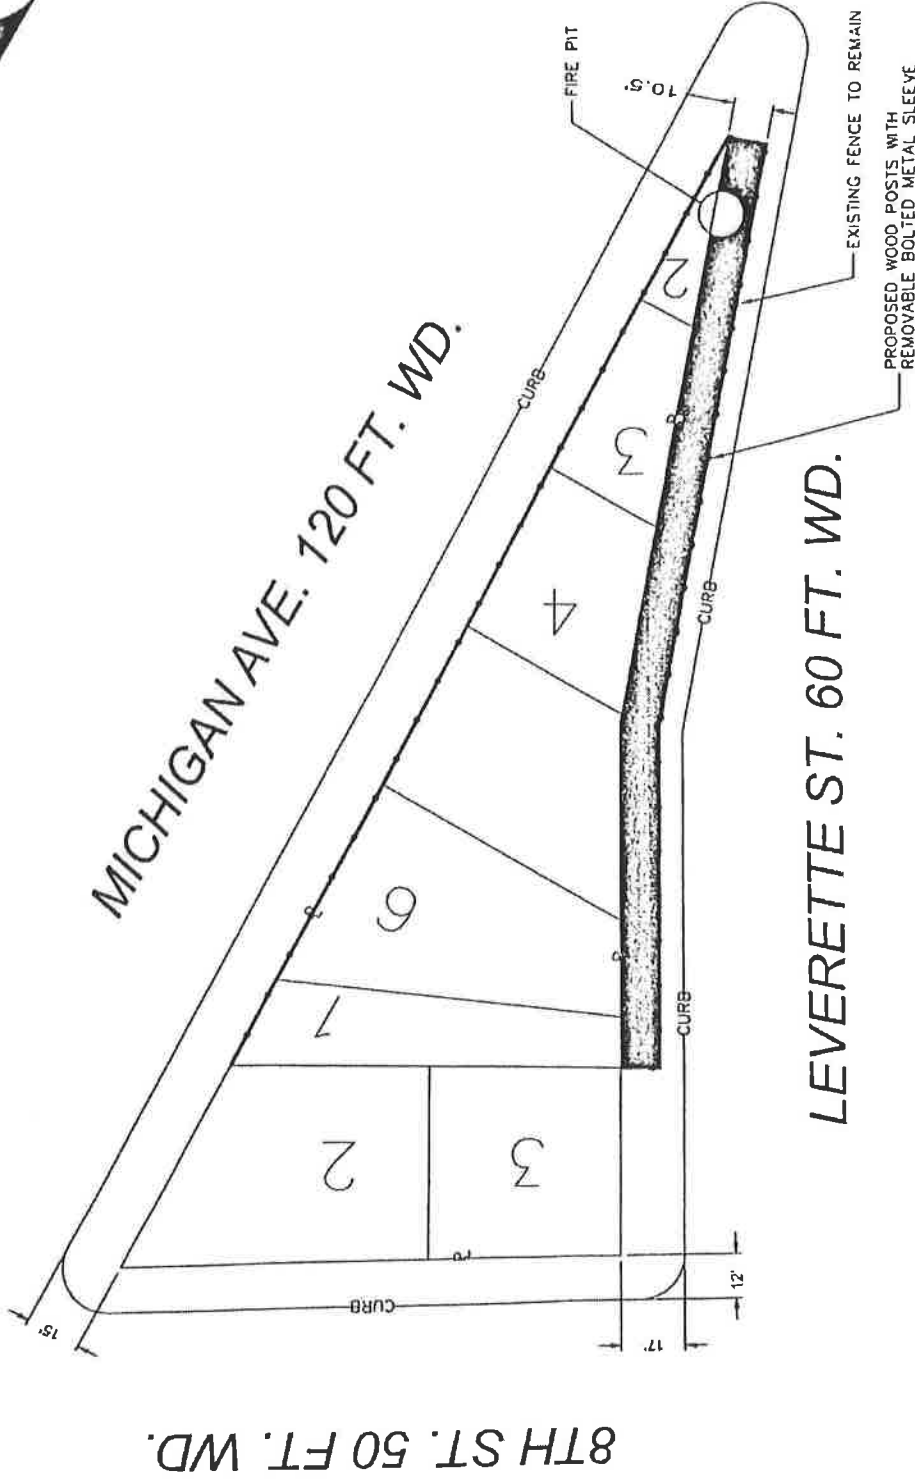 FIRE PIT
10.5'
EXISTING FENCE TO REMAIN
PROPOSED WOOD POSTS WITH
REMOVABLE BOLTED METAL SLEEVE
MICHIGAN AVE. 120 FT. WD.
CURB
2
3
4
6
1
2
3
CURB
CURB
CURB
LEVERETTE ST. 60 FT. WD.
15'
17'
12'
8TH ST. 50 FT. WD.